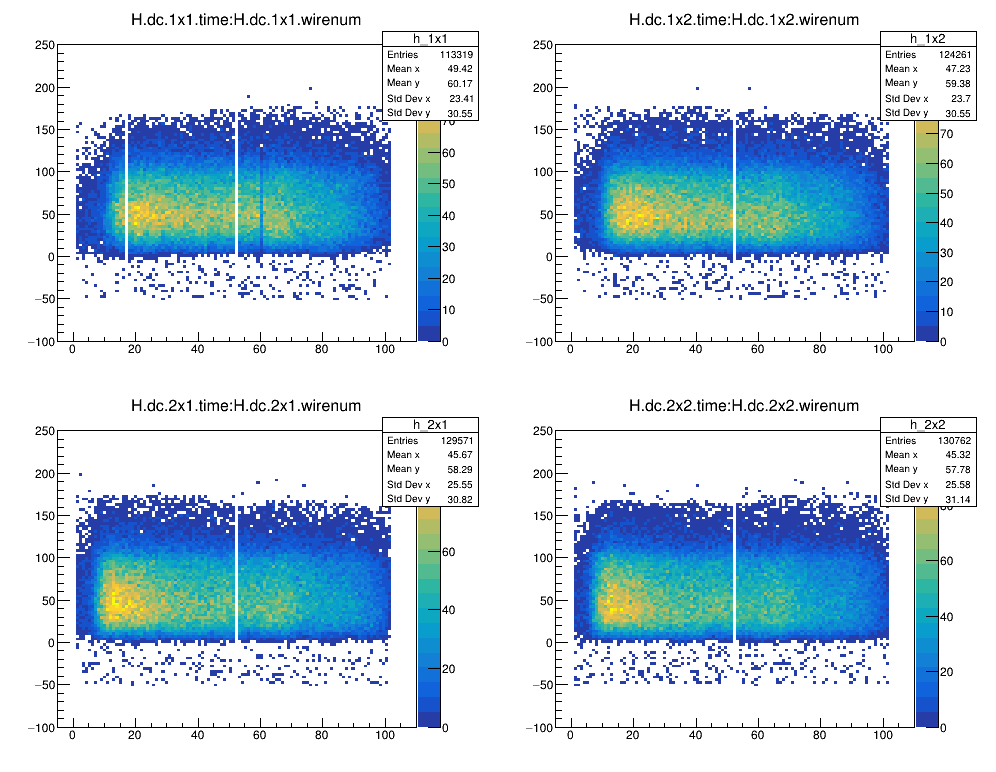 H.dc.1x1.time:H.dc.1x1.wirenum
h_1x1
Entries 113319
Mean x 49.42
Mean y 60.17
Std Dev x 23.41
Std Dev y 30.55
250
200
150
100
50
0
−50
−100
0 20 40 60 80 100
70
60
50
40
30
20
10
0
H.dc.1x2.time:H.dc.1x2.wirenum
h_1x2
Entries 124261
Mean x 47.23
Mean y 59.38
Std Dev x 23.7
Std Dev y 30.55
250
200
150
100
50
0
−50
−100
0 20 40 60 80 100
70
60
50
40
30
20
10
0
H.dc.2x1.time:H.dc.2x1.wirenum
h_2x1
Entries 129571
Mean x 45.67
Mean y 58.29
Std Dev x 25.55
Std Dev y 30.82
250
200
150
100
50
0
−50
−100
0 20 40 60 80 100
60
40
20
0
H.dc.2x2.time:H.dc.2x2.wirenum
h_2x2
Entries 130762
Mean x 45.32
Mean y 57.78
Std Dev x 25.58
Std Dev y 31.14
250
200
150
100
50
0
−50
−100
0 20 40 60 80 100
80
60
40
20
0